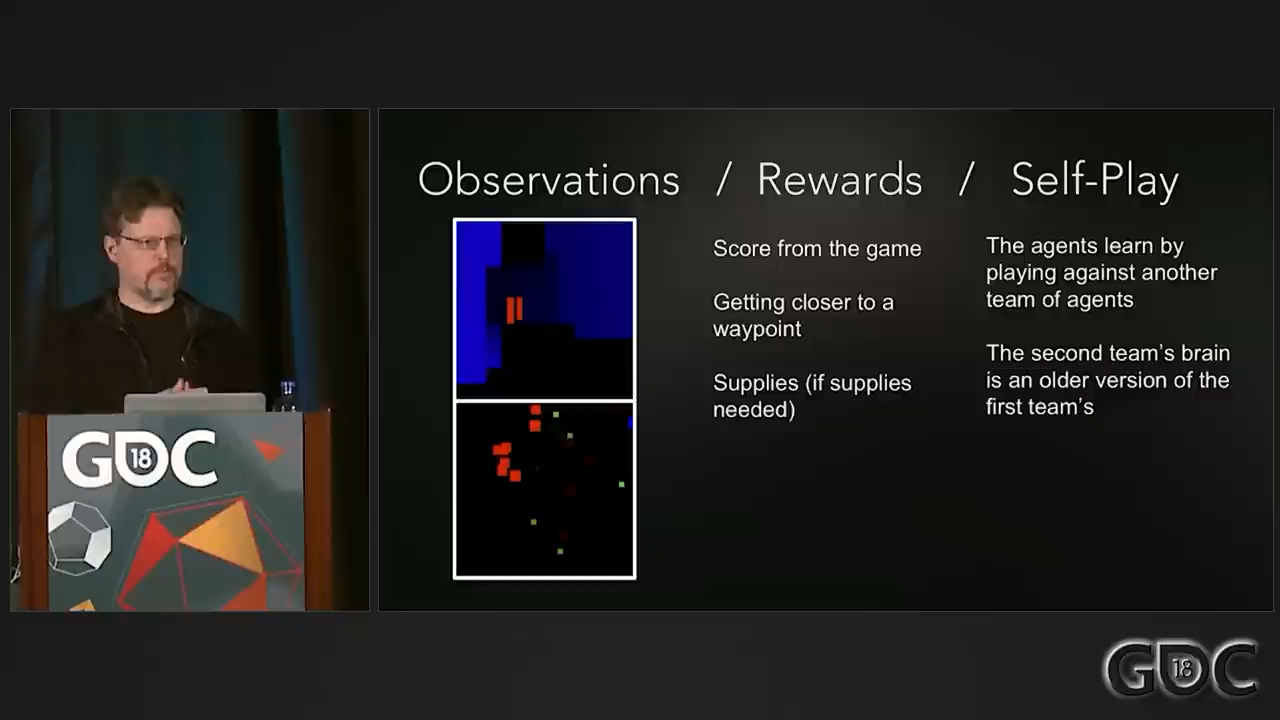 Observations / Rewards / Self-Play
Score from the game
Getting closer to a
waypoint
Supplies (if supplies
needed)
The agents learn by
playing against another
team of agents
The second team's brain
is an older version of the
first team's
GDC 18
GDC 18